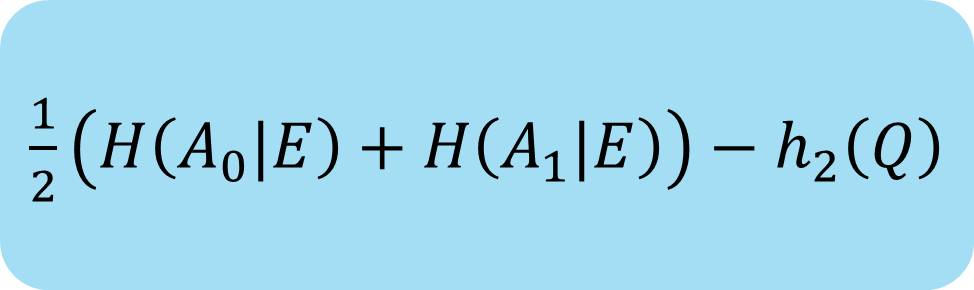 ½(H(A₀|E) + H(A₁|E)) − h₂(Q)